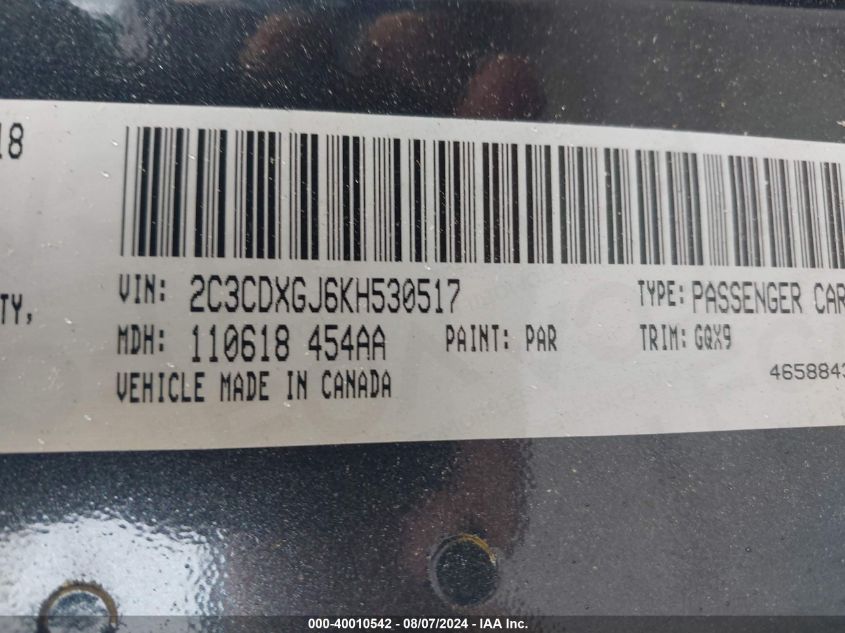 18
VIN: 2C3CDXGJ6KH530517 TYPE: PASSENGER CAR
TY,
MDH: 110618 454AA PAINT: PAR TRIM: GQX9
VEHICLE MADE IN CANADA 4658843
000-40010542 - 08/07/2024 - IAA Inc.